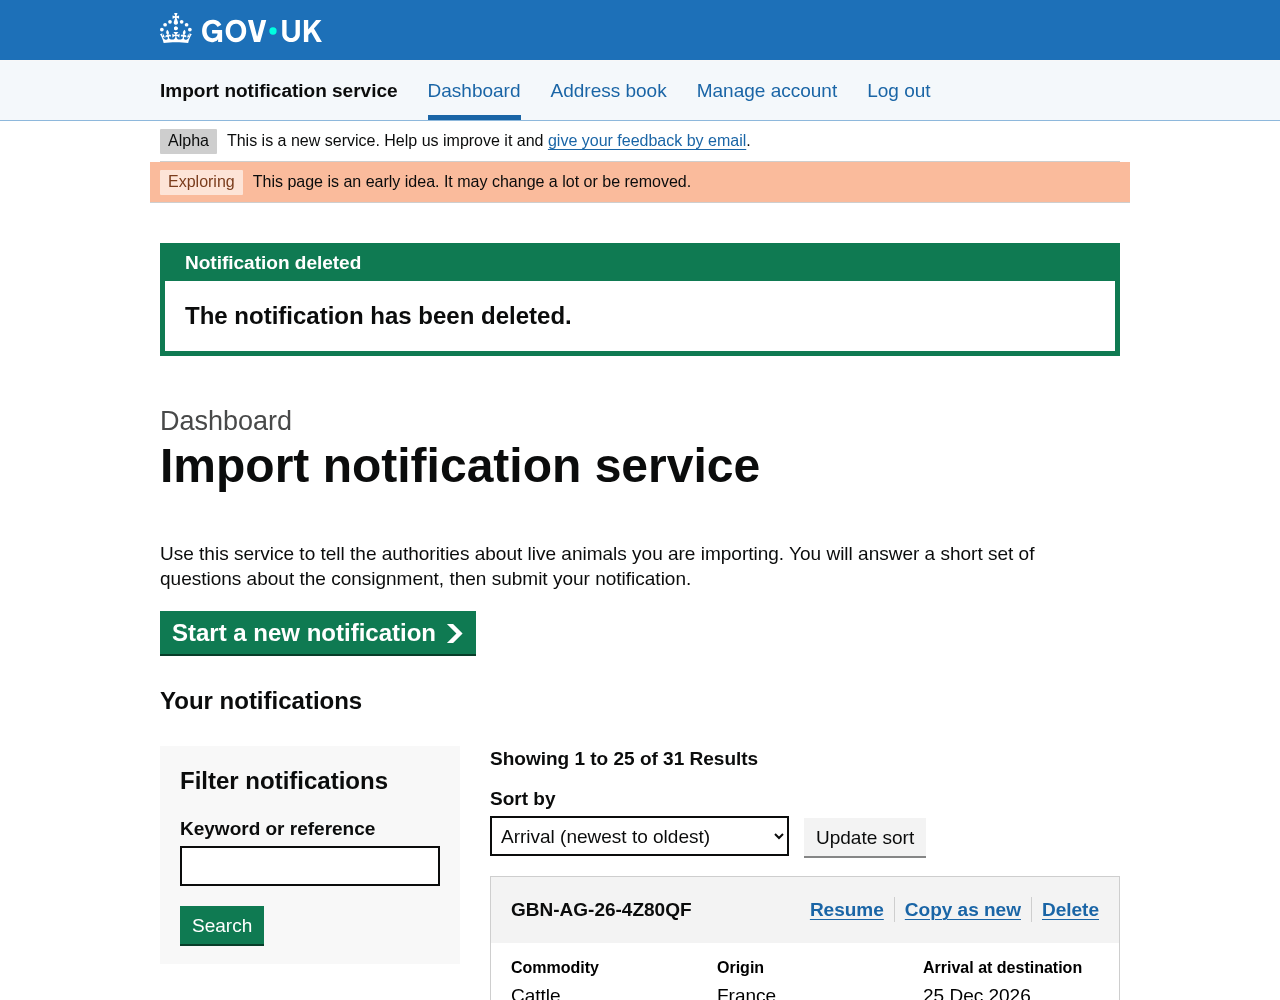 GOV·UK
Import notification service Dashboard Address book Manage account Log out
Alpha This is a new service. Help us improve it and give your feedback by email.
Exploring This page is an early idea. It may change a lot or be removed.
Notification deleted
The notification has been deleted.
Dashboard
Import notification service
Use this service to tell the authorities about live animals you are importing. You will answer a short set of
questions about the consignment, then submit your notification.
Start a new notification
Your notifications
Filter notifications
Keyword or reference
Search
Showing 1 to 25 of 31 Results
Sort by
Arrival (newest to oldest) Update sort
GBN-AG-26-4Z80QF Resume Copy as new Delete
Commodity Origin Arrival at destination
Cattle France 25 Dec 2026